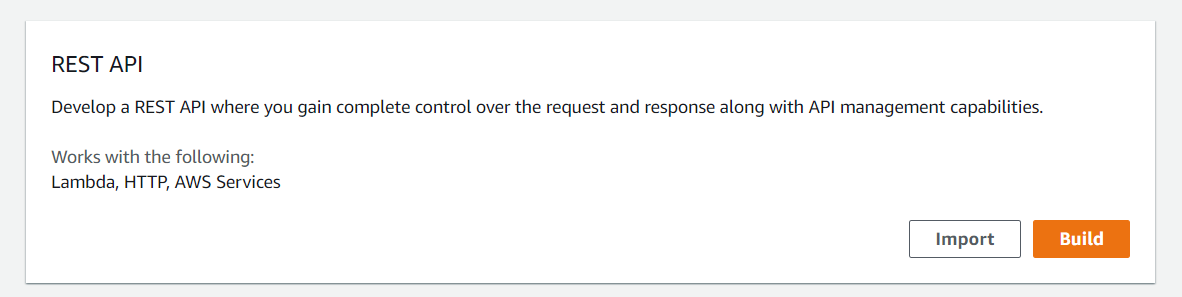 REST API
Develop a REST API where you gain complete control over the request and response along with API management capabilities.
Works with the following:
Lambda, HTTP, AWS Services
Import
Build